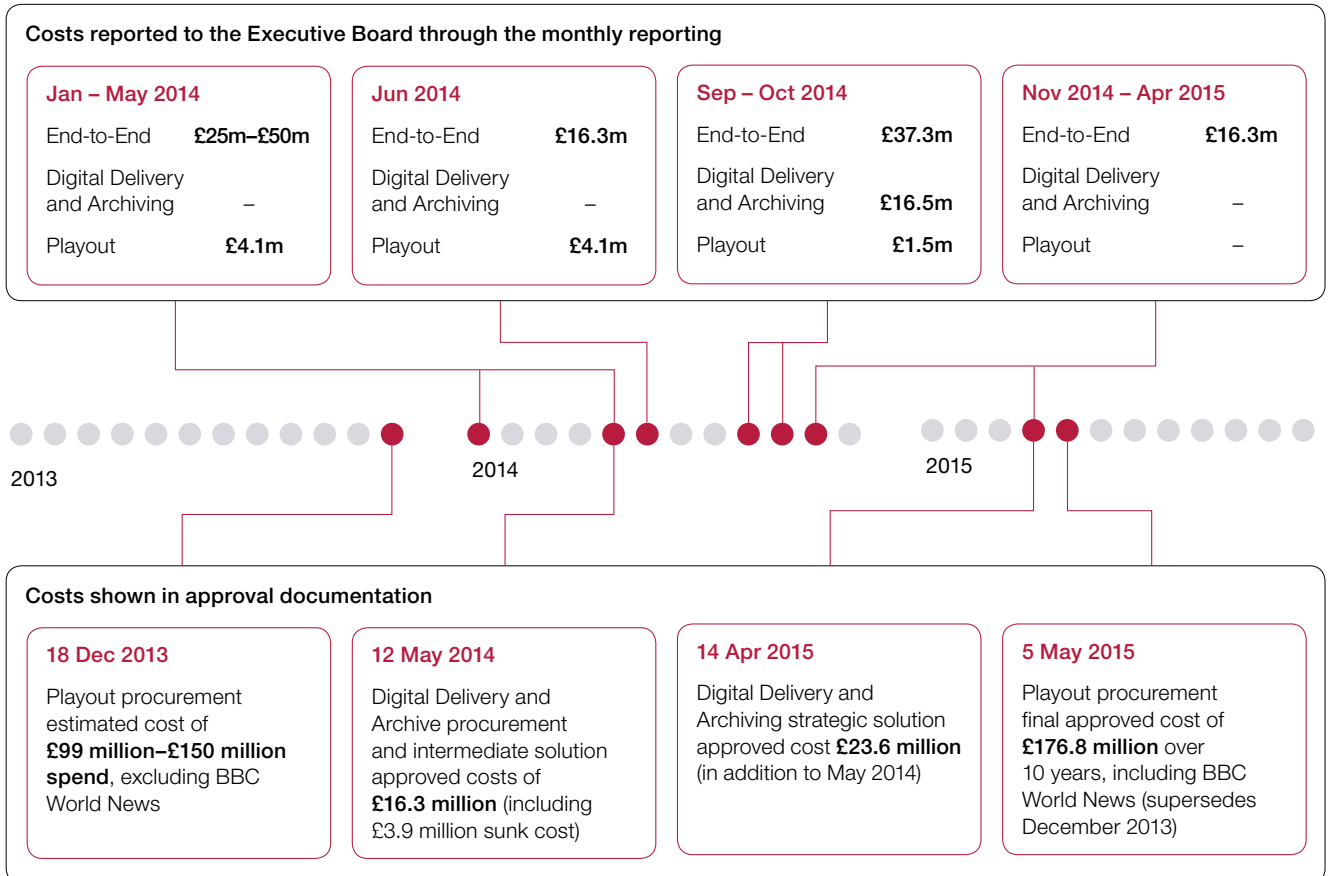 Costs reported to the Executive Board through the monthly reporting
Jan – May 2014
End-to-End £25m–£50m
Digital Delivery
and Archiving –
Playout £4.1m
Jun 2014
End-to-End £16.3m
Digital Delivery
and Archiving –
Playout £4.1m
Sep – Oct 2014
End-to-End £37.3m
Digital Delivery
and Archiving £16.5m
Playout £1.5m
Nov 2014 – Apr 2015
End-to-End £16.3m
Digital Delivery
and Archiving –
Playout –
2013
2014
2015
Costs shown in approval documentation
18 Dec 2013
Playout procurement
estimated cost of
£99 million–£150 million
spend, excluding BBC
World News
12 May 2014
Digital Delivery and
Archive procurement
and intermediate solution
approved costs of
£16.3 million (including
£3.9 million sunk cost)
14 Apr 2015
Digital Delivery and
Archiving strategic solution
approved cost £23.6 million
(in addition to May 2014)
5 May 2015
Playout procurement
final approved cost of
£176.8 million over
10 years, including BBC
World News (supersedes
December 2013)